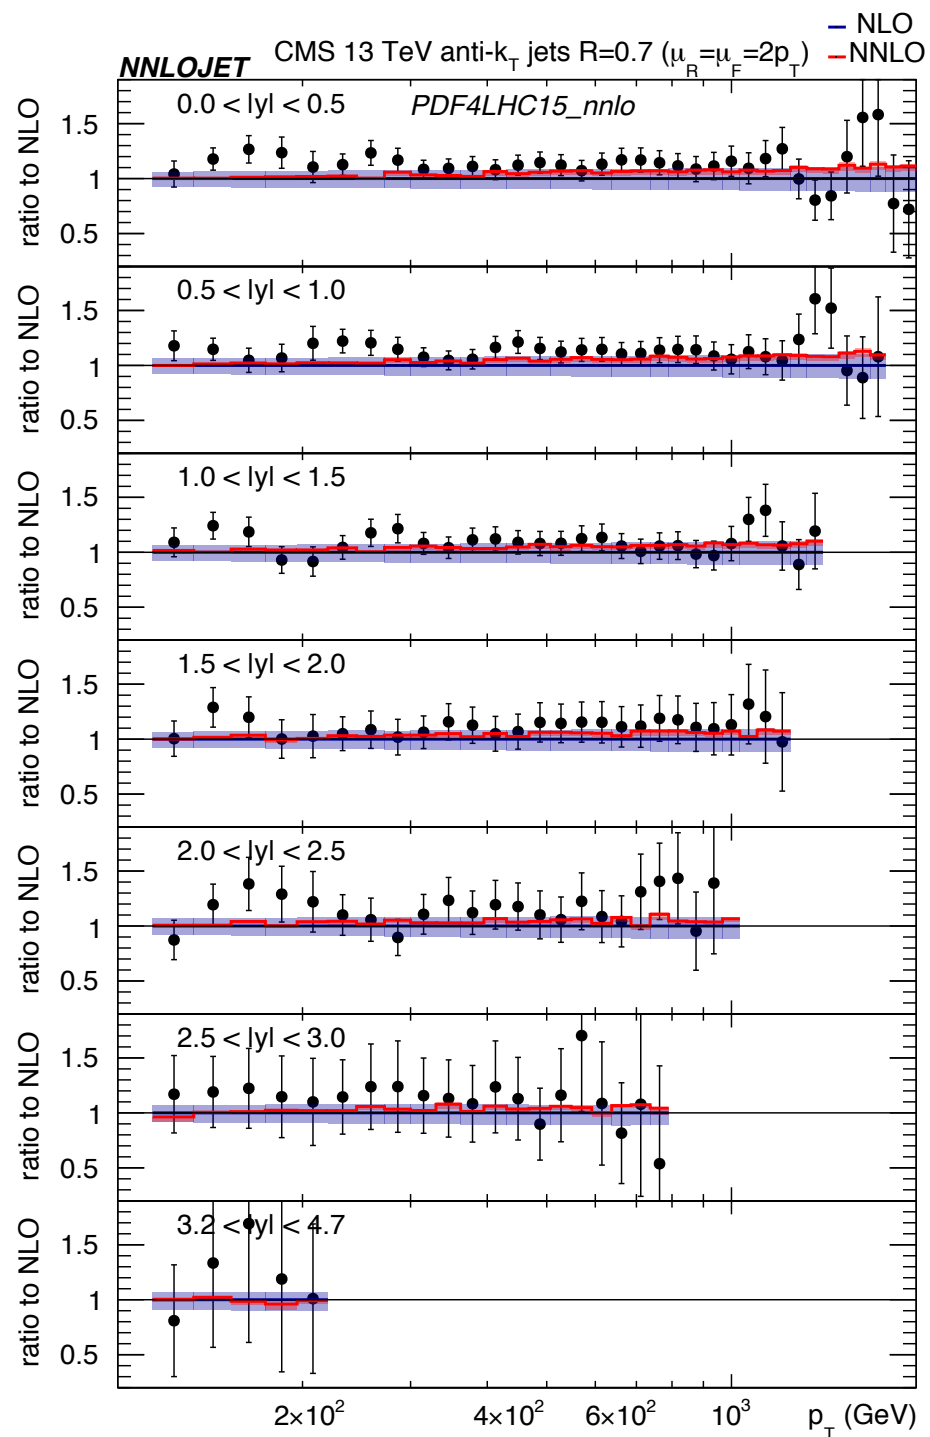 NLO
NNLOJET CMS 13 TeV anti-k_T jets R=0.7 (μ_R=μ_F=2p_T) NNLO
0.0 < |y| < 0.5 PDF4LHC15_nnlo
ratio to NLO
1.5
1
0.5
0.5 < |y| < 1.0
ratio to NLO
1.5
1
0.5
1.0 < |y| < 1.5
ratio to NLO
1.5
1
0.5
1.5 < |y| < 2.0
ratio to NLO
1.5
1
0.5
2.0 < |y| < 2.5
ratio to NLO
1.5
1
0.5
2.5 < |y| < 3.0
ratio to NLO
1.5
1
0.5
3.2 < |y| < 4.7
ratio to NLO
1.5
1
0.5
2×10² 4×10² 6×10² 10³ p_T (GeV)